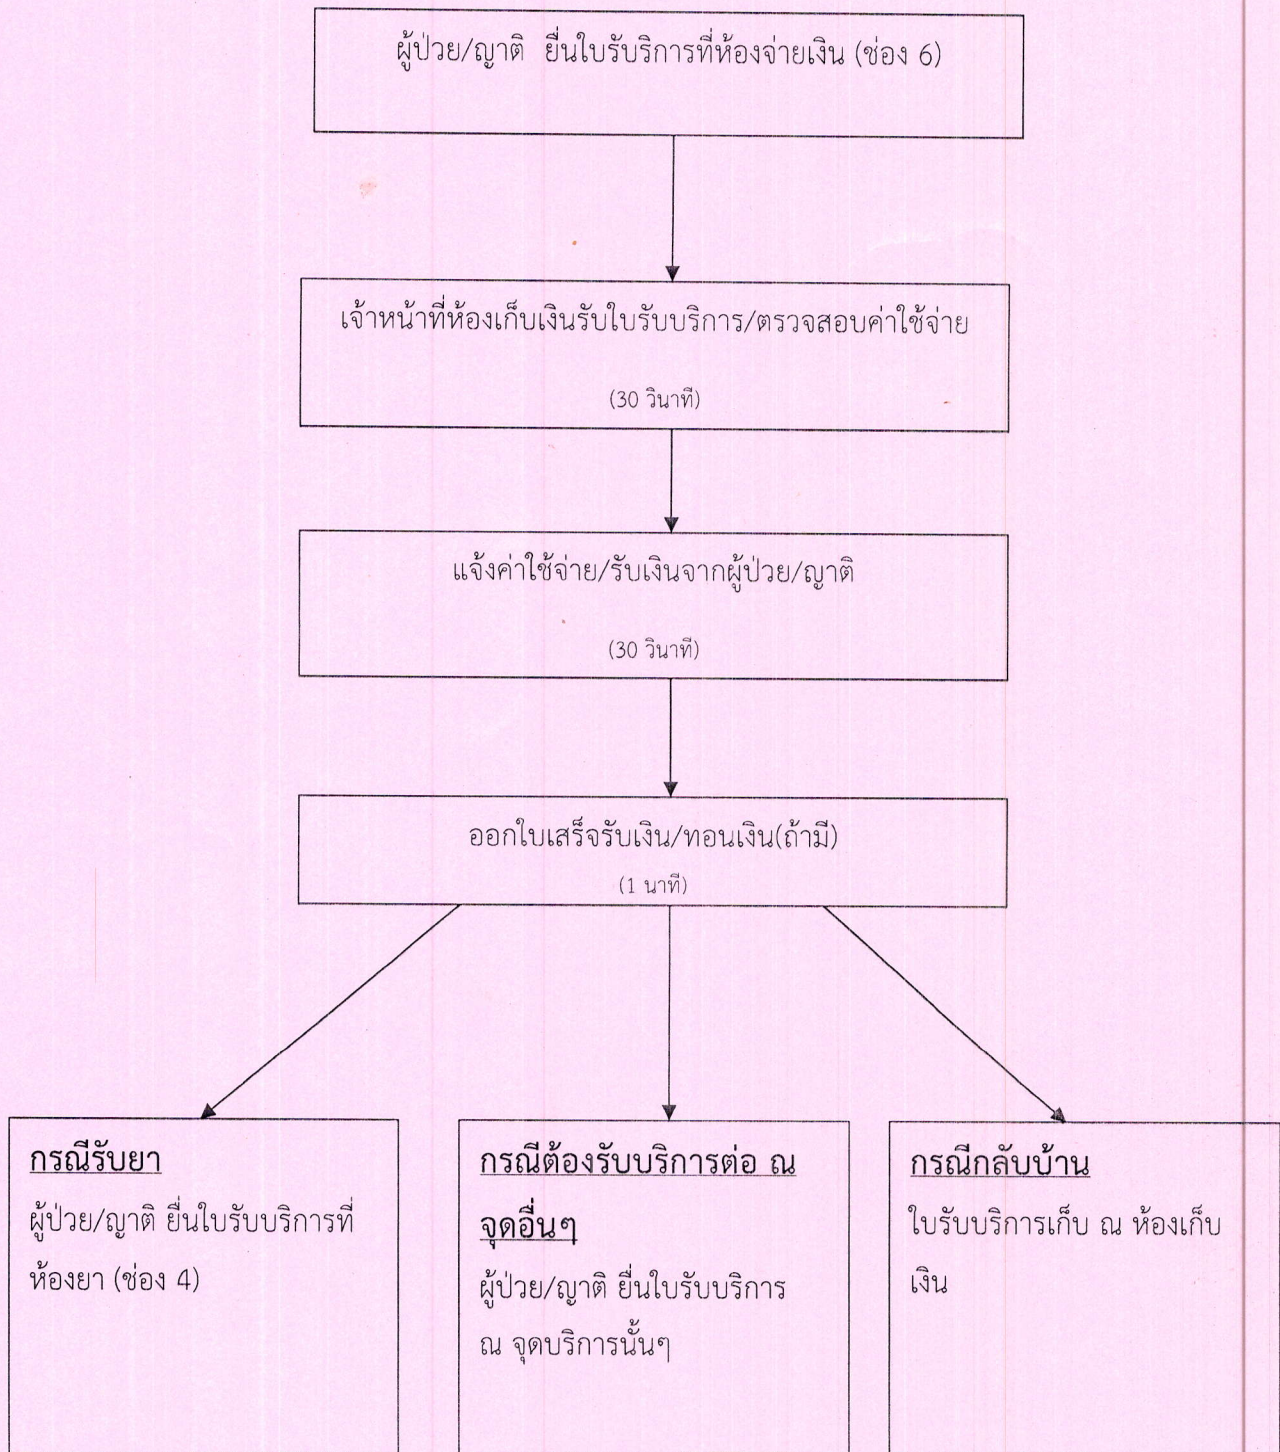 ผู้ป่วย/ญาติ ยื่นใบรับบริการที่ห้องจ่ายเงิน (ช่อง 6)
เจ้าหน้าที่ห้องเก็บเงินรับใบรับบริการ/ตรวจสอบค่าใช้จ่าย
(30 วินาที)
แจ้งค่าใช้จ่าย/รับเงินจากผู้ป่วย/ญาติ
(30 วินาที)
ออกใบเสร็จรับเงิน/ทอนเงิน(ถ้ามี)
(1 นาที)
กรณีรับยา
ผู้ป่วย/ญาติ ยื่นใบรับบริการที่
ห้องยา (ช่อง 4)
กรณีต้องรับบริการต่อ ณ
จุดอื่นๆ
ผู้ป่วย/ญาติ ยื่นใบรับบริการ
ณ จุดบริการนั้นๆ
กรณีกลับบ้าน
ใบรับบริการเก็บ ณ ห้องเก็บ
เงิน